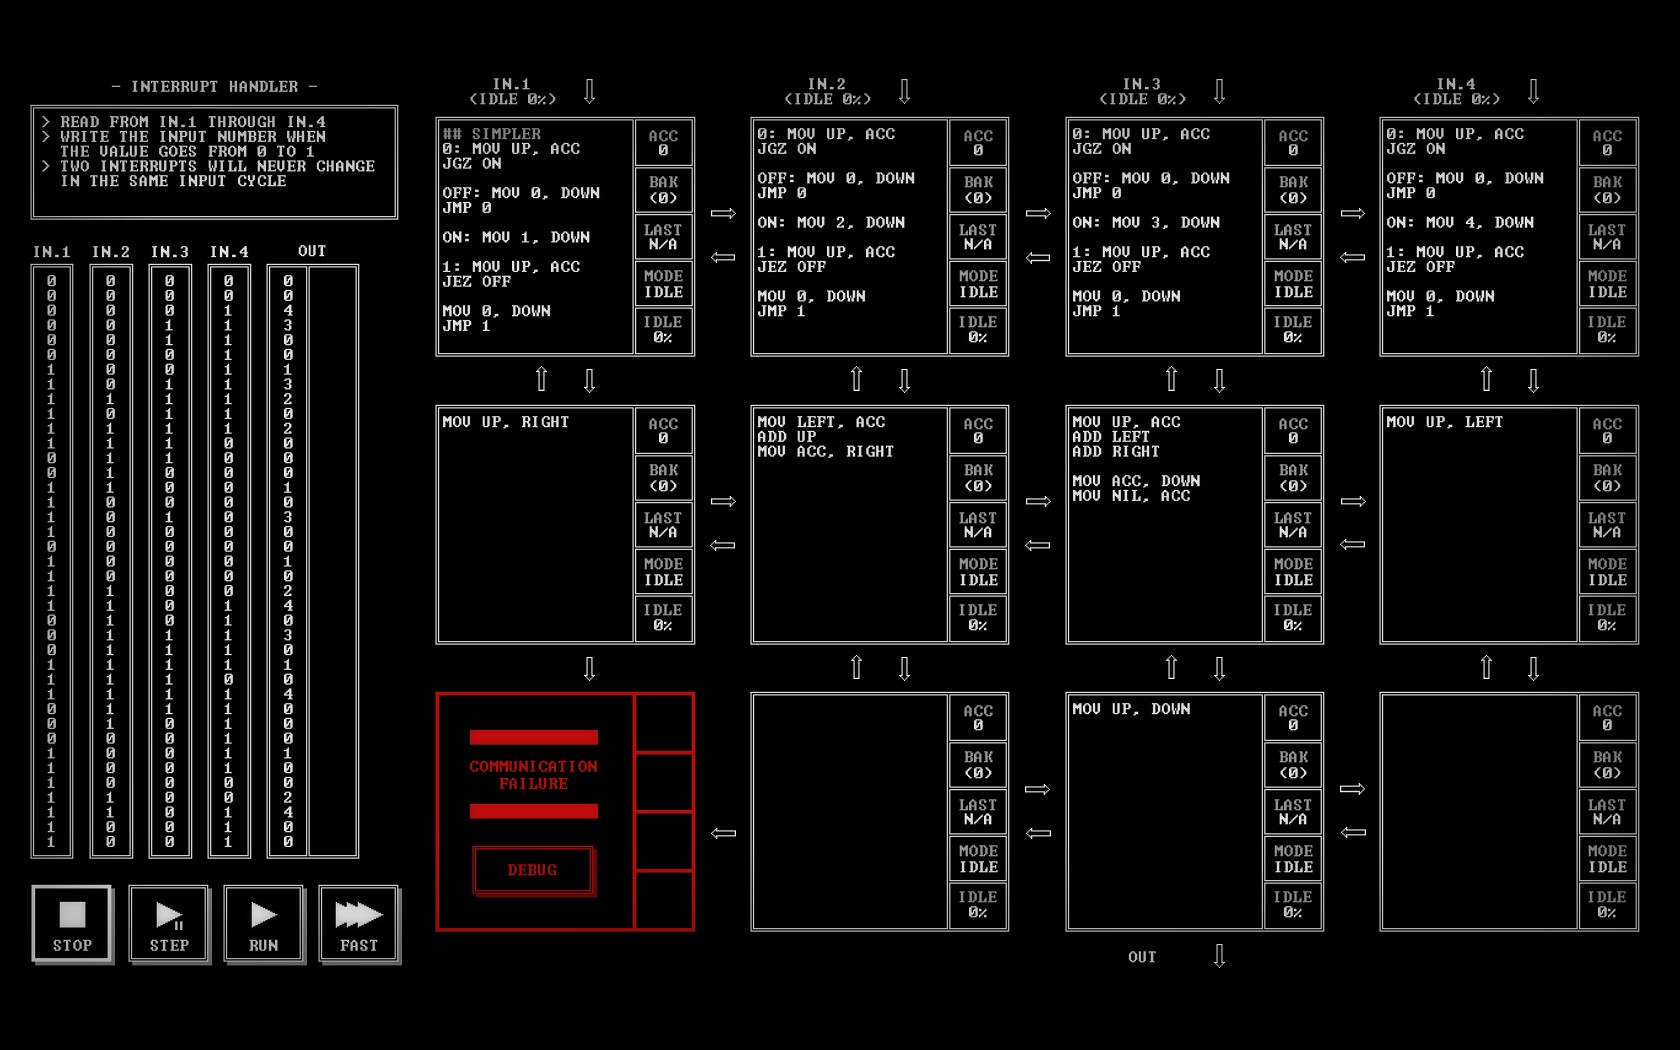 - INTERRUPT HANDLER -
> READ FROM IN.1 THROUGH IN.4
> WRITE THE INPUT NUMBER WHEN
THE VALUE GOES FROM 0 TO 1
> TWO INTERRUPTS WILL NEVER CHANGE
IN THE SAME INPUT CYCLE
IN.1 IN.2 IN.3 IN.4 OUT
0 0 0 0 0
0 0 0 0 0
0 0 0 1 4
0 0 1 1 3
0 0 1 1 0
0 0 0 1 0
1 0 0 1 1
1 0 1 1 3
1 1 1 1 2
1 0 1 1 0
1 1 1 1 2
1 1 1 0 0
0 1 1 0 0
0 1 0 0 0
1 1 0 0 1
1 0 0 0 0
1 0 1 0 3
1 0 0 0 0
0 0 0 0 0
1 0 0 0 1
1 0 0 0 0
1 1 0 0 2
1 1 0 1 4
0 1 0 1 0
0 1 1 1 3
0 1 1 1 0
1 1 1 1 1
1 1 1 0 0
1 1 1 1 4
0 1 1 1 0
0 1 0 1 0
0 0 0 1 0
1 0 0 1 1
1 0 0 1 0
1 0 0 0 0
1 1 0 0 2
1 1 0 1 4
1 0 0 1 0
1 0 0 1 0
STOP
STEP
RUN
FAST
IN.1
(IDLE 0%)
IN.2
(IDLE 0%)
IN.3
(IDLE 0%)
IN.4
(IDLE 0%)
## SIMPLER
0: MOV UP, ACC
JGZ ON
OFF: MOV 0, DOWN
JMP 0
ON: MOV 1, DOWN
1: MOV UP, ACC
JEZ OFF
MOV 0, DOWN
JMP 1
ACC
0
BAK
(0)
LAST
N/A
MODE
IDLE
IDLE
0%
0: MOV UP, ACC
JGZ ON
OFF: MOV 0, DOWN
JMP 0
ON: MOV 2, DOWN
1: MOV UP, ACC
JEZ OFF
MOV 0, DOWN
JMP 1
ACC
0
BAK
(0)
LAST
N/A
MODE
IDLE
IDLE
0%
0: MOV UP, ACC
JGZ ON
OFF: MOV 0, DOWN
JMP 0
ON: MOV 3, DOWN
1: MOV UP, ACC
JEZ OFF
MOV 0, DOWN
JMP 1
ACC
0
BAK
(0)
LAST
N/A
MODE
IDLE
IDLE
0%
0: MOV UP, ACC
JGZ ON
OFF: MOV 0, DOWN
JMP 0
ON: MOV 4, DOWN
1: MOV UP, ACC
JEZ OFF
MOV 0, DOWN
JMP 1
ACC
0
BAK
(0)
LAST
N/A
MODE
IDLE
IDLE
0%
MOV UP, RIGHT
ACC
0
BAK
(0)
LAST
N/A
MODE
IDLE
IDLE
0%
MOV LEFT, ACC
ADD UP
MOV ACC, RIGHT
ACC
0
BAK
(0)
LAST
N/A
MODE
IDLE
IDLE
0%
MOV UP, ACC
ADD LEFT
ADD RIGHT
MOV ACC, DOWN
MOV NIL, ACC
ACC
0
BAK
(0)
LAST
N/A
MODE
IDLE
IDLE
0%
MOV UP, LEFT
ACC
0
BAK
(0)
LAST
N/A
MODE
IDLE
IDLE
0%
COMMUNICATION
FAILURE
DEBUG
ACC
0
BAK
(0)
LAST
N/A
MODE
IDLE
IDLE
0%
MOV UP, DOWN
ACC
0
BAK
(0)
LAST
N/A
MODE
IDLE
IDLE
0%
ACC
0
BAK
(0)
LAST
N/A
MODE
IDLE
IDLE
0%
OUT